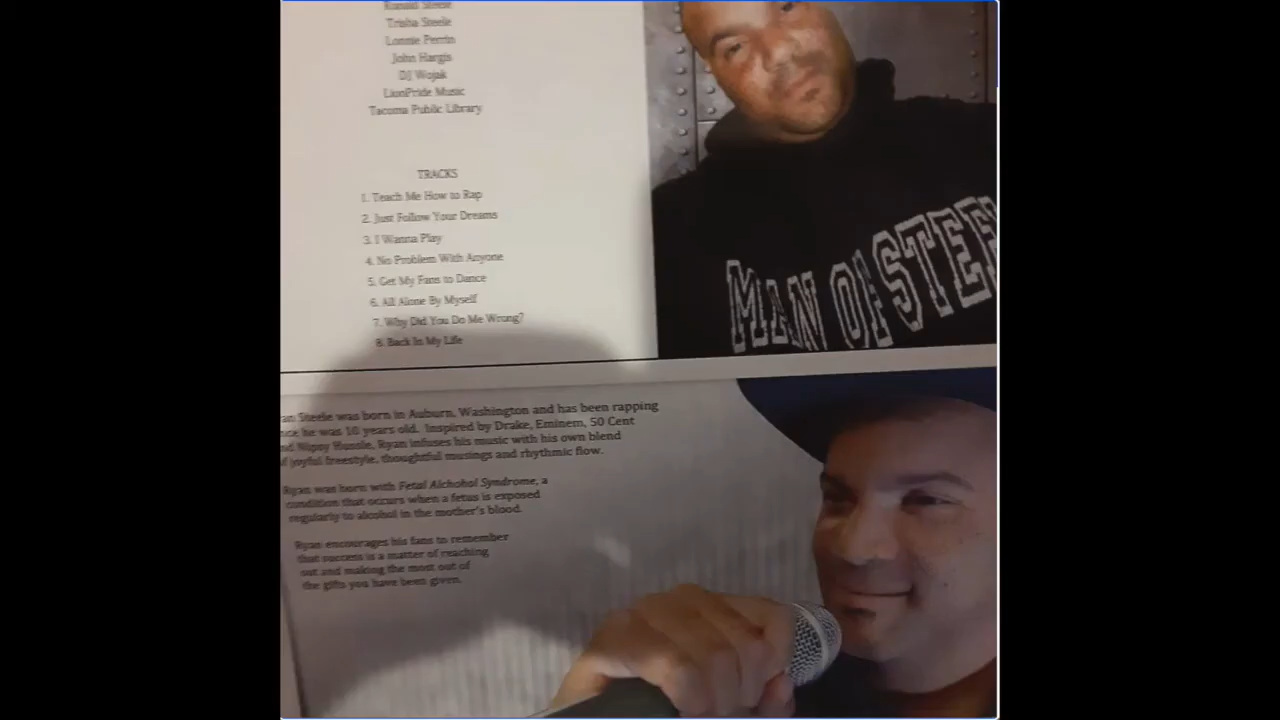 Ronald Steele
Trisha Steele
Lonnie Perrin
John Hargis
DJ Wojak
LionPride Music
Tacoma Public Library
TRACKS
1. Teach Me How to Rap
2. Just Follow Your Dreams
3. I Wanna Play
4. No Problem With Anyone
5. Get My Fans to Dance
6. All Alone By Myself
7. Why Did You Do Me Wrong?
8. Back In My Life
MAN OF STEE
an Steele was born in Auburn, Washington and has been rapping
nce he was 16 years old. Inspired by Drake, Eminem, 50 Cent
nd Nipsy Hussle, Ryan infuses his music with his own blend
of joyful freestyle, thoughtful musings and rhythmic flow.
Ryan was born with Fetal Alchohol Syndrome, a
condition that occurs when a fetus is exposed
regularly to alcohol in the mother's blood.
Ryan encourages his fans to remember
that success is a matter of reaching
out and making the most out of
the gifts you have been given.